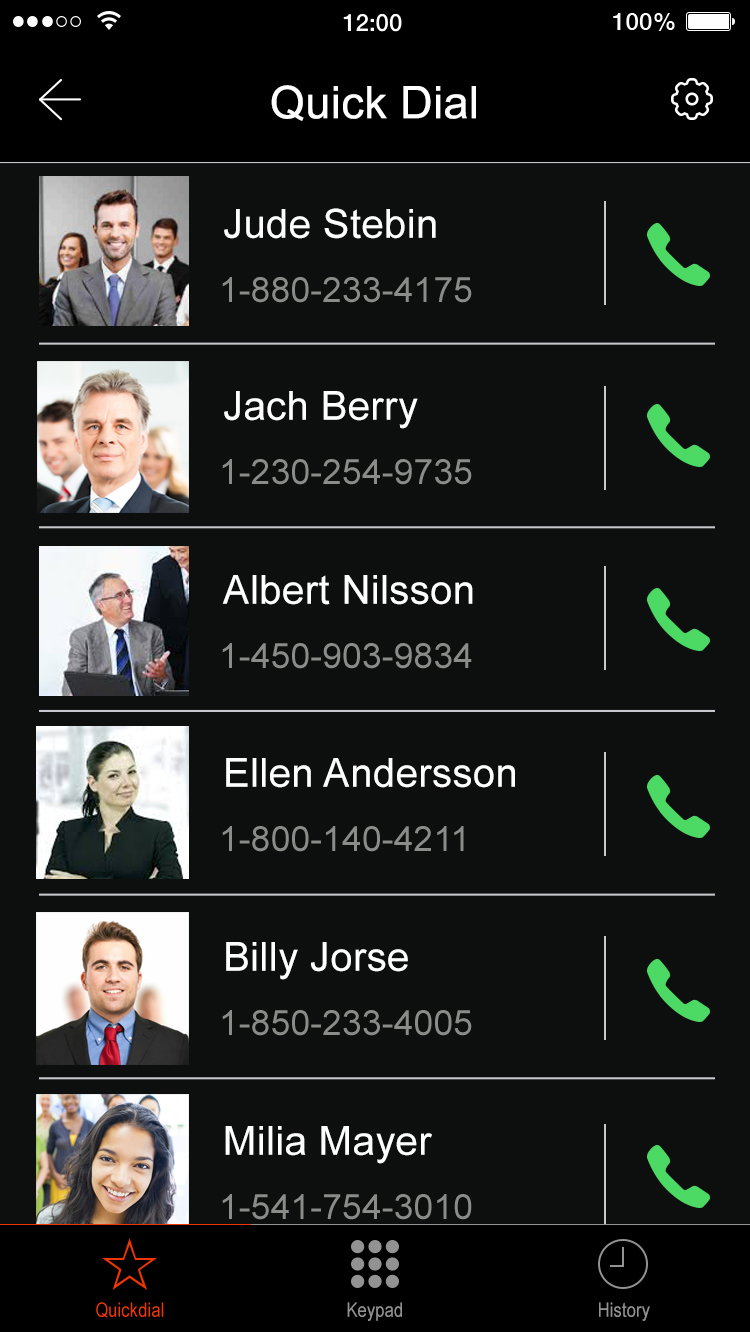 12:00 100%
Quick Dial
Jude Stebin
1-880-233-4175
Jach Berry
1-230-254-9735
Albert Nilsson
1-450-903-9834
Ellen Andersson
1-800-140-4211
Billy Jorse
1-850-233-4005
Milia Mayer
1-541-754-3010
Quickdial Keypad History